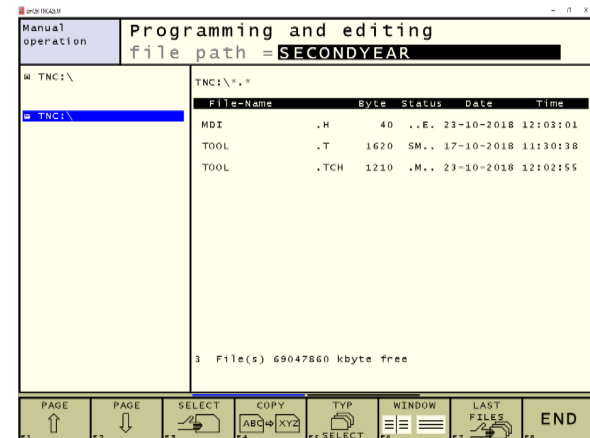 Manual
operation
Programming and editing
file path =SECONDYEAR
TNC:\
TNC:\
TNC:\*.*
File-Name Byte Status Date Time
MDI .H 40 ..E. 23-10-2018 12:03:01
TOOL .T 1620 SM.. 17-10-2018 11:30:38
TOOL .TCH 1210 .M.. 23-10-2018 12:02:55
3 File(s) 69047860 kbyte free
PAGE PAGE SELECT COPY TYP WINDOW LAST FILES END
ABC XYZ
SELECT